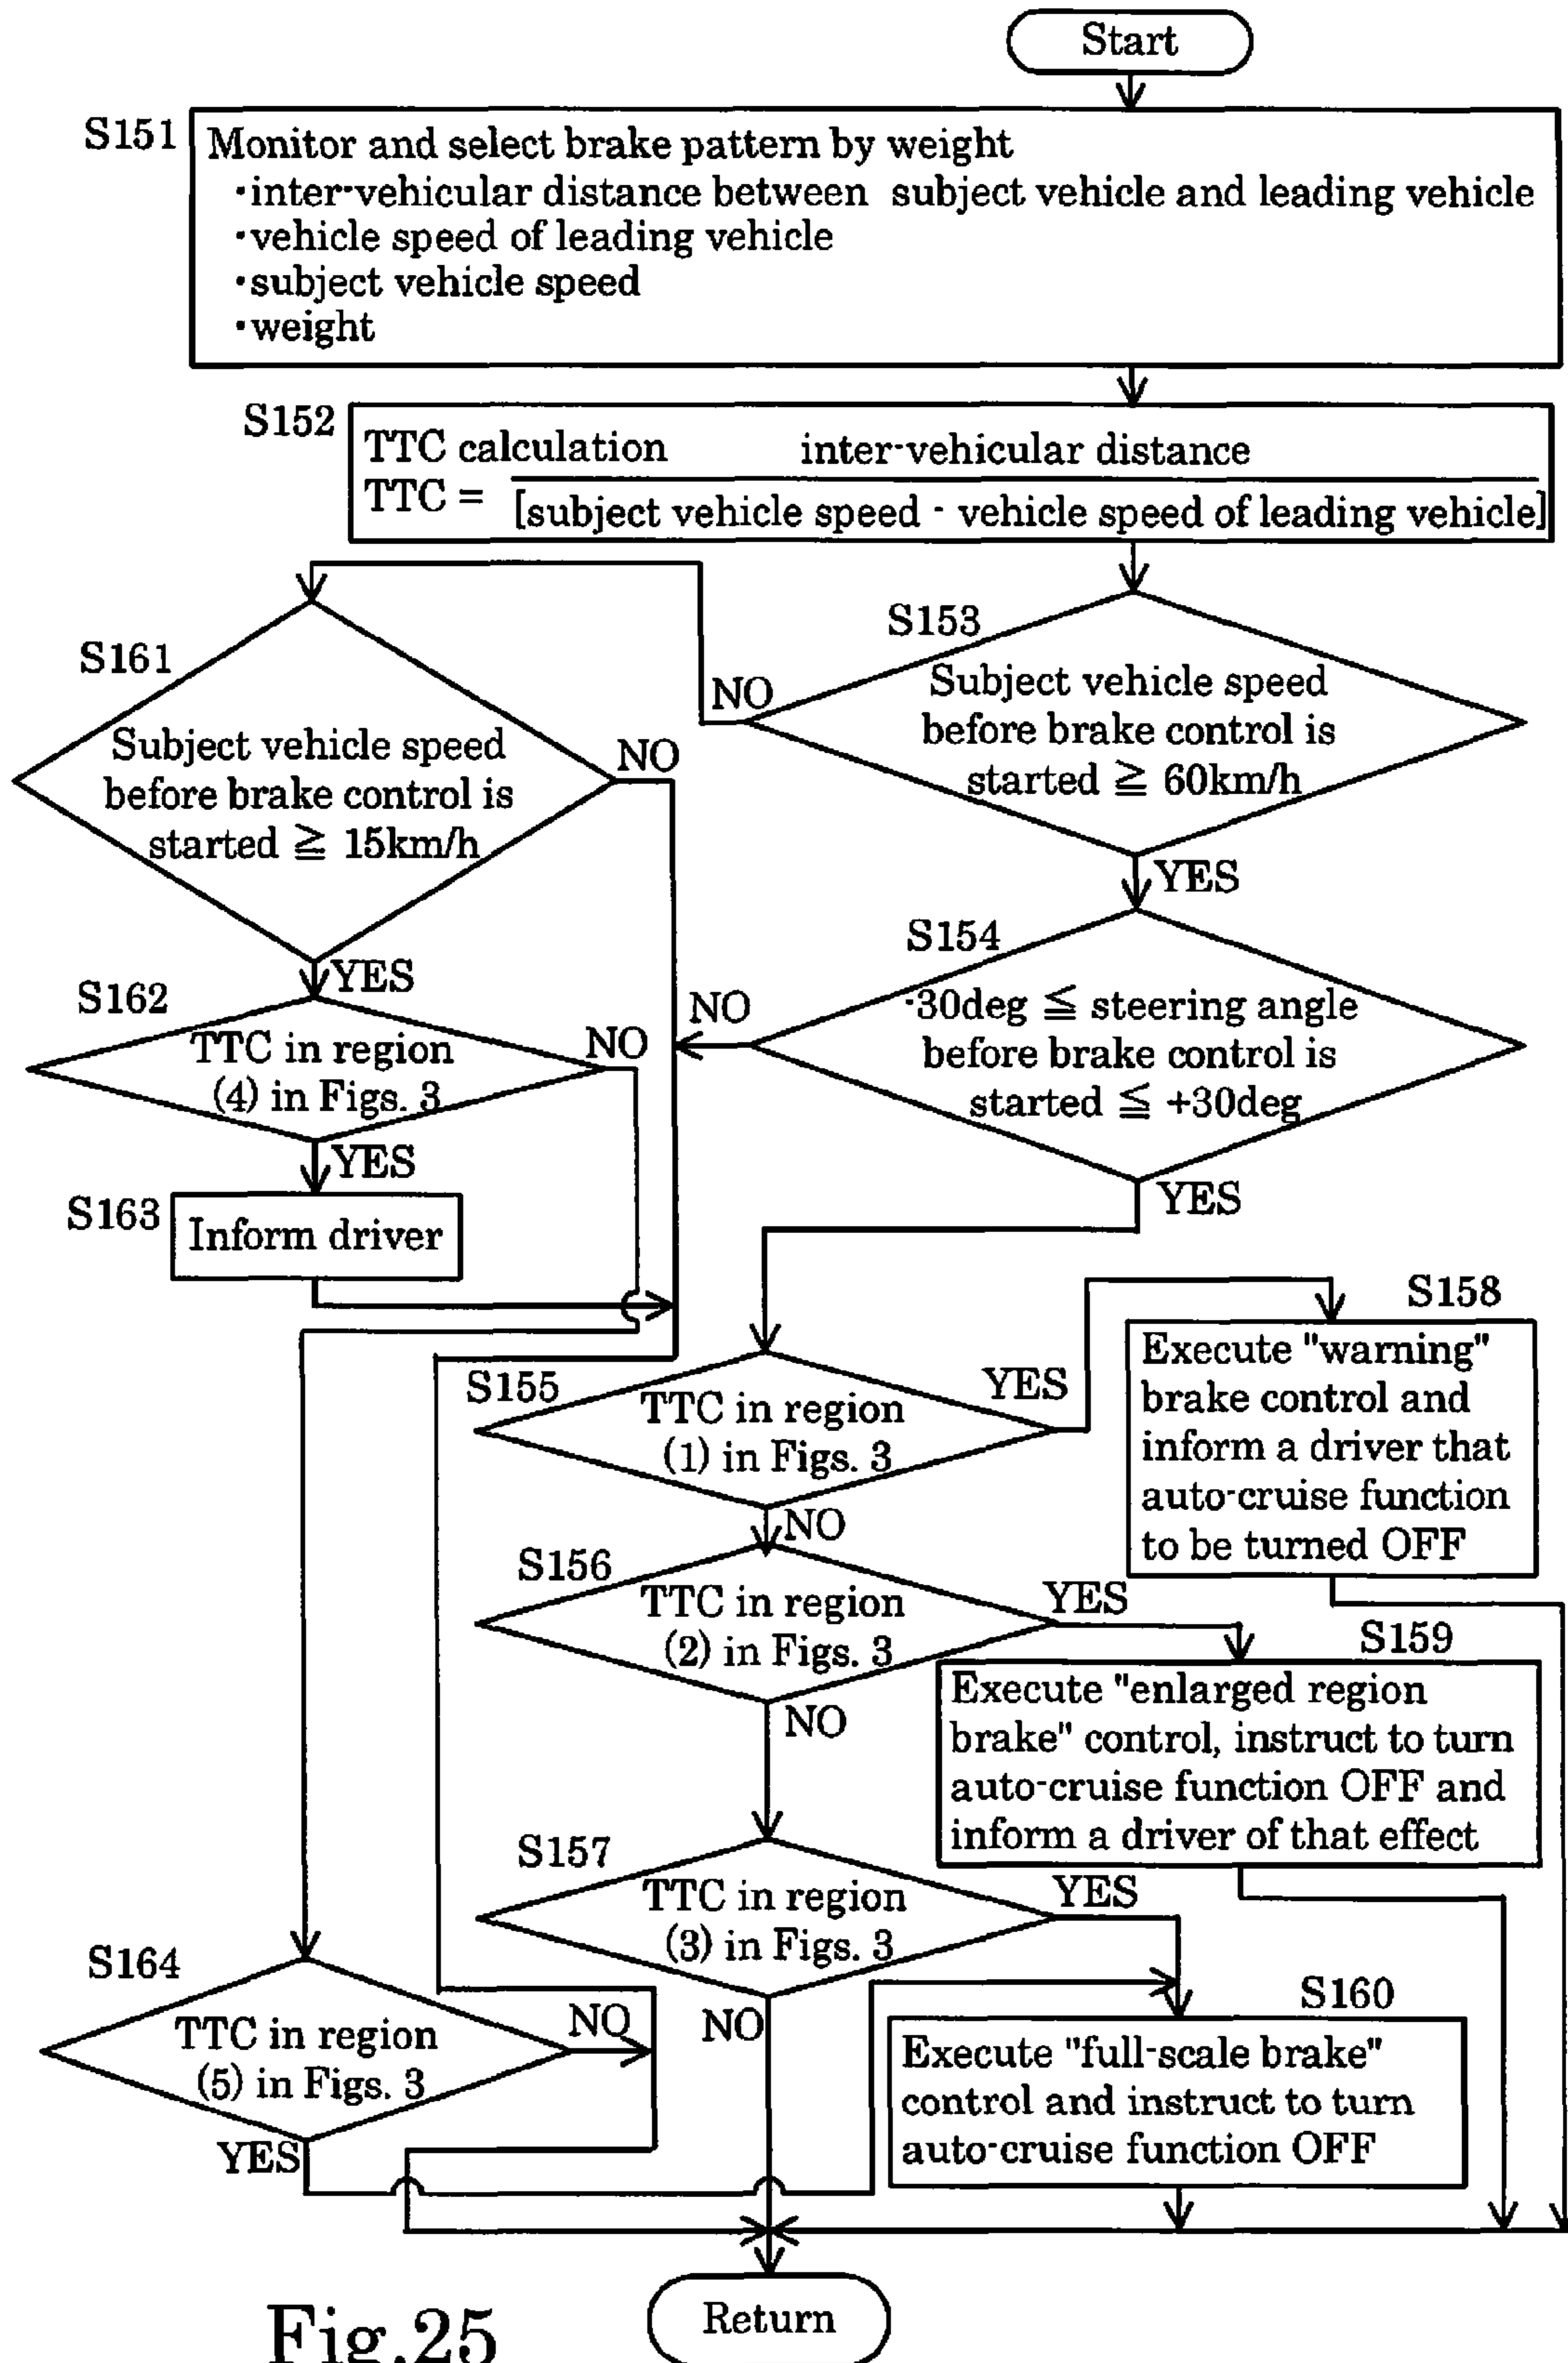 Start
S151
Monitor and select brake pattern by weight
·inter-vehicular distance between subject vehicle and leading vehicle
·vehicle speed of leading vehicle
·subject vehicle speed
·weight
S152
TTC calculation
TTC =
inter-vehicular distance
[subject vehicle speed - vehicle speed of leading vehicle]
S153
Subject vehicle speed
before brake control is
started ≧ 60km/h
NO
YES
S161
Subject vehicle speed
before brake control is
started ≧ 15km/h
NO
YES
S154
-30deg ≦ steering angle
before brake control is
started ≦ +30deg
NO
YES
S162
TTC in region
(4) in Figs. 3
NO
YES
S163
Inform driver
S155
TTC in region
(1) in Figs. 3
YES
NO
S158
Execute "warning"
brake control and
inform a driver that
auto-cruise function
to be turned OFF
S156
TTC in region
(2) in Figs. 3
YES
NO
S159
Execute "enlarged region
brake" control, instruct to turn
auto-cruise function OFF and
inform a driver of that effect
S157
TTC in region
(3) in Figs. 3
YES
NO
S160
Execute "full-scale brake"
control and instruct to turn
auto-cruise function OFF
S164
TTC in region
(5) in Figs. 3
NO
YES
Return
Fig.25